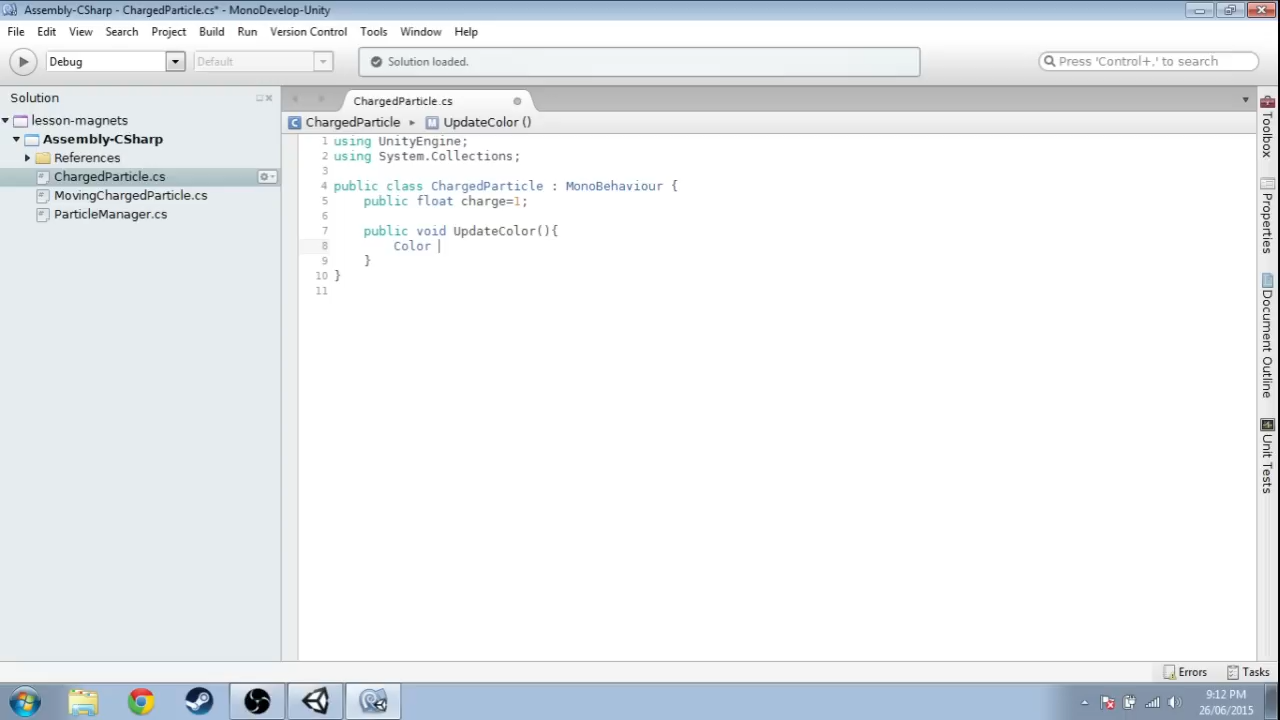 Assembly-CSharp - ChargedParticle.cs* - MonoDevelop-Unity
File Edit View Search Project Build Run Version Control Tools Window Help
Debug Default Solution loaded. Press 'Control+,' to search
Solution
lesson-magnets
Assembly-CSharp
References
ChargedParticle.cs
MovingChargedParticle.cs
ParticleManager.cs
ChargedParticle.cs
ChargedParticle UpdateColor ()
1 using UnityEngine;
2 using System.Collections;
3
4 public class ChargedParticle : MonoBehaviour {
5 public float charge=1;
6
7 public void UpdateColor(){
8 Color
9 }
10 }
11
Toolbox
Properties
Document Outline
Unit Tests
Errors Tasks
9:12 PM
26/06/2015